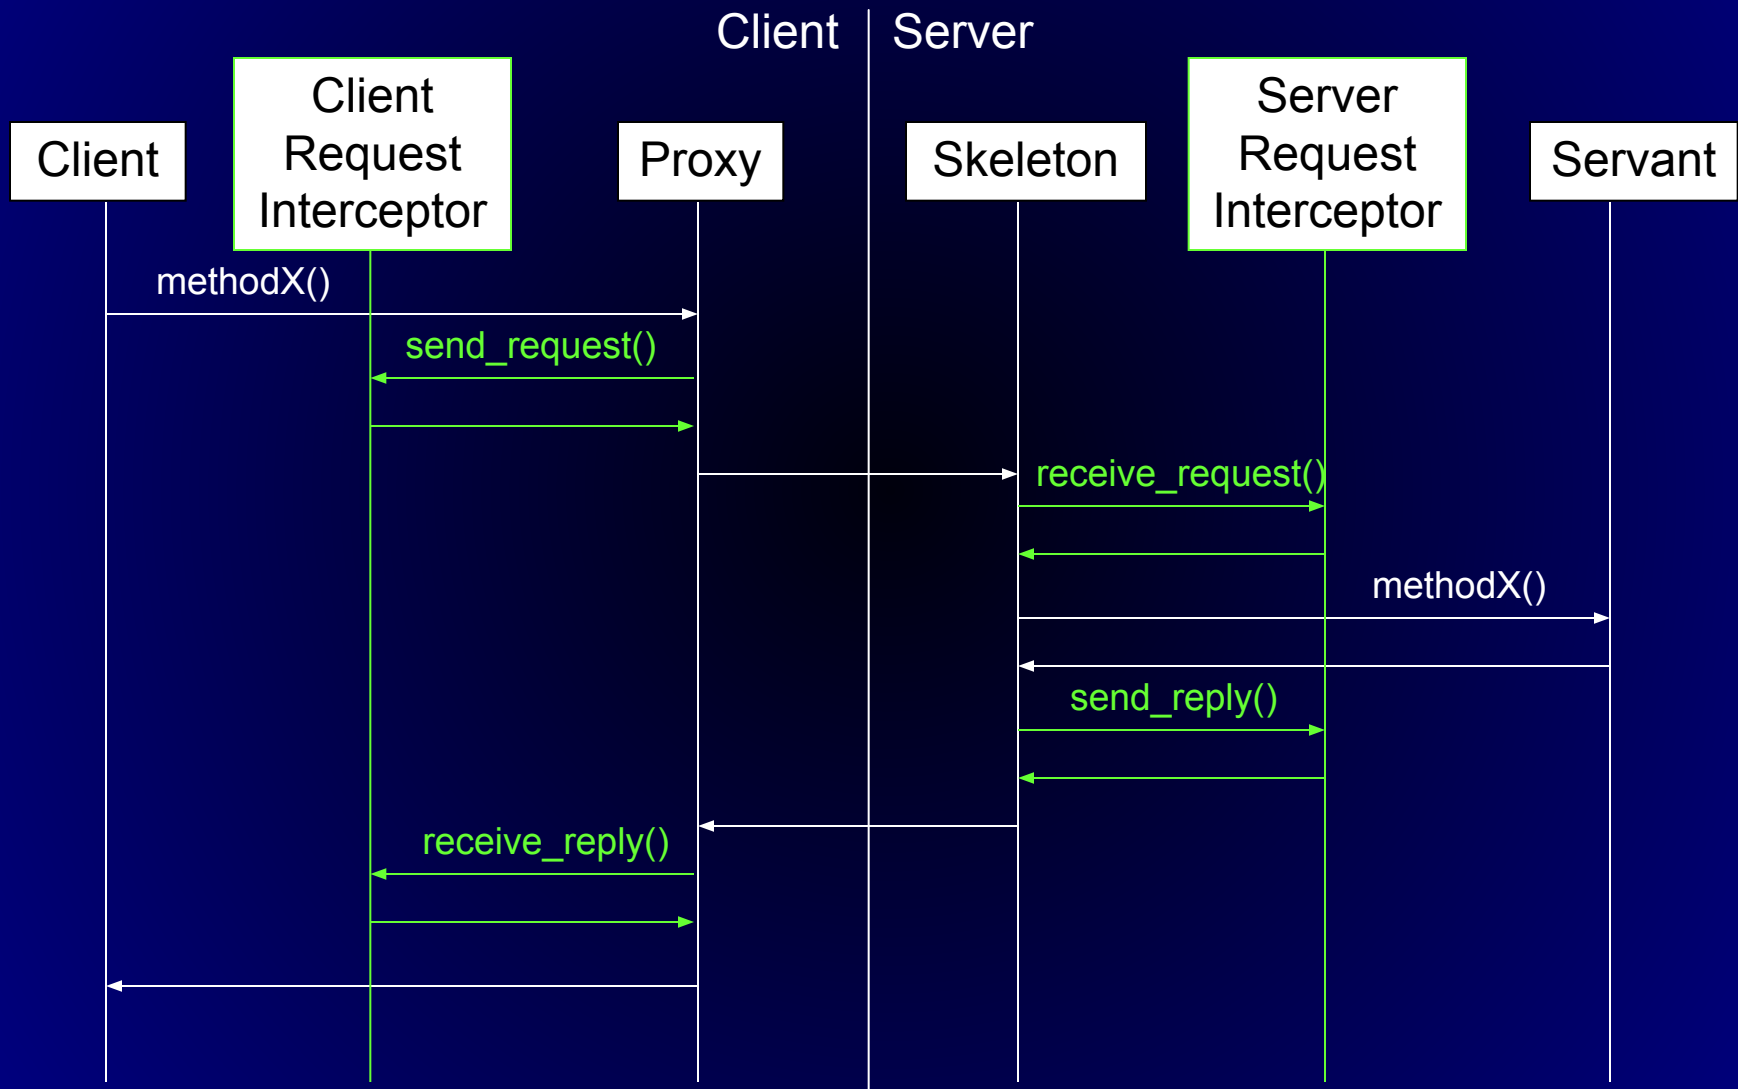 Client
Server
Client
Client
Request
Interceptor
Proxy
Skeleton
Server
Request
Interceptor
Servant
methodX()
send_request()
receive_request()
methodX()
send_reply()
receive_reply()